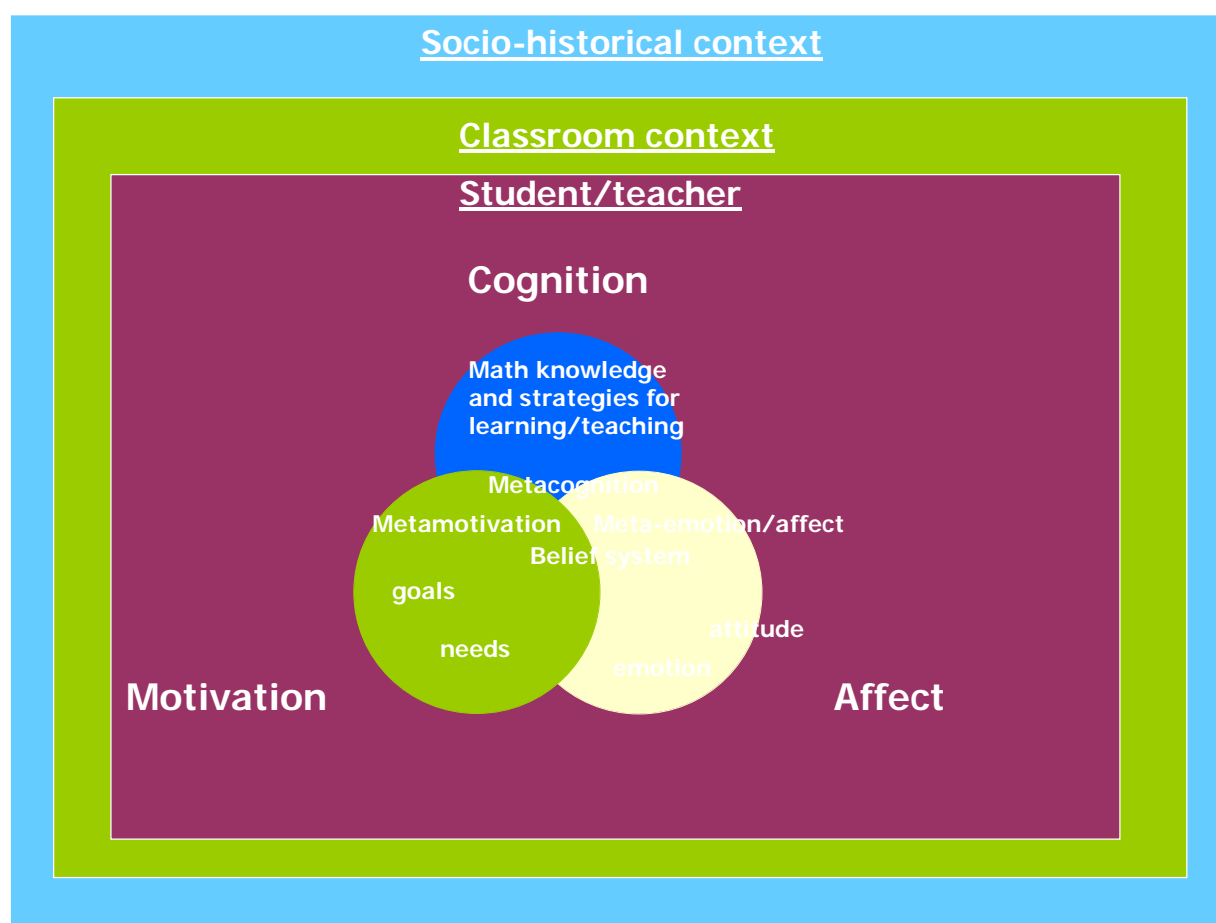 Socio-historical context
Classroom context
Student/teacher
Cognition
Math knowledge
and strategies for
learning/teaching
Metacognition
Metamotivation
Meta-emotion/affect
Belief system
goals
attitude
needs
emotion
Motivation
Affect